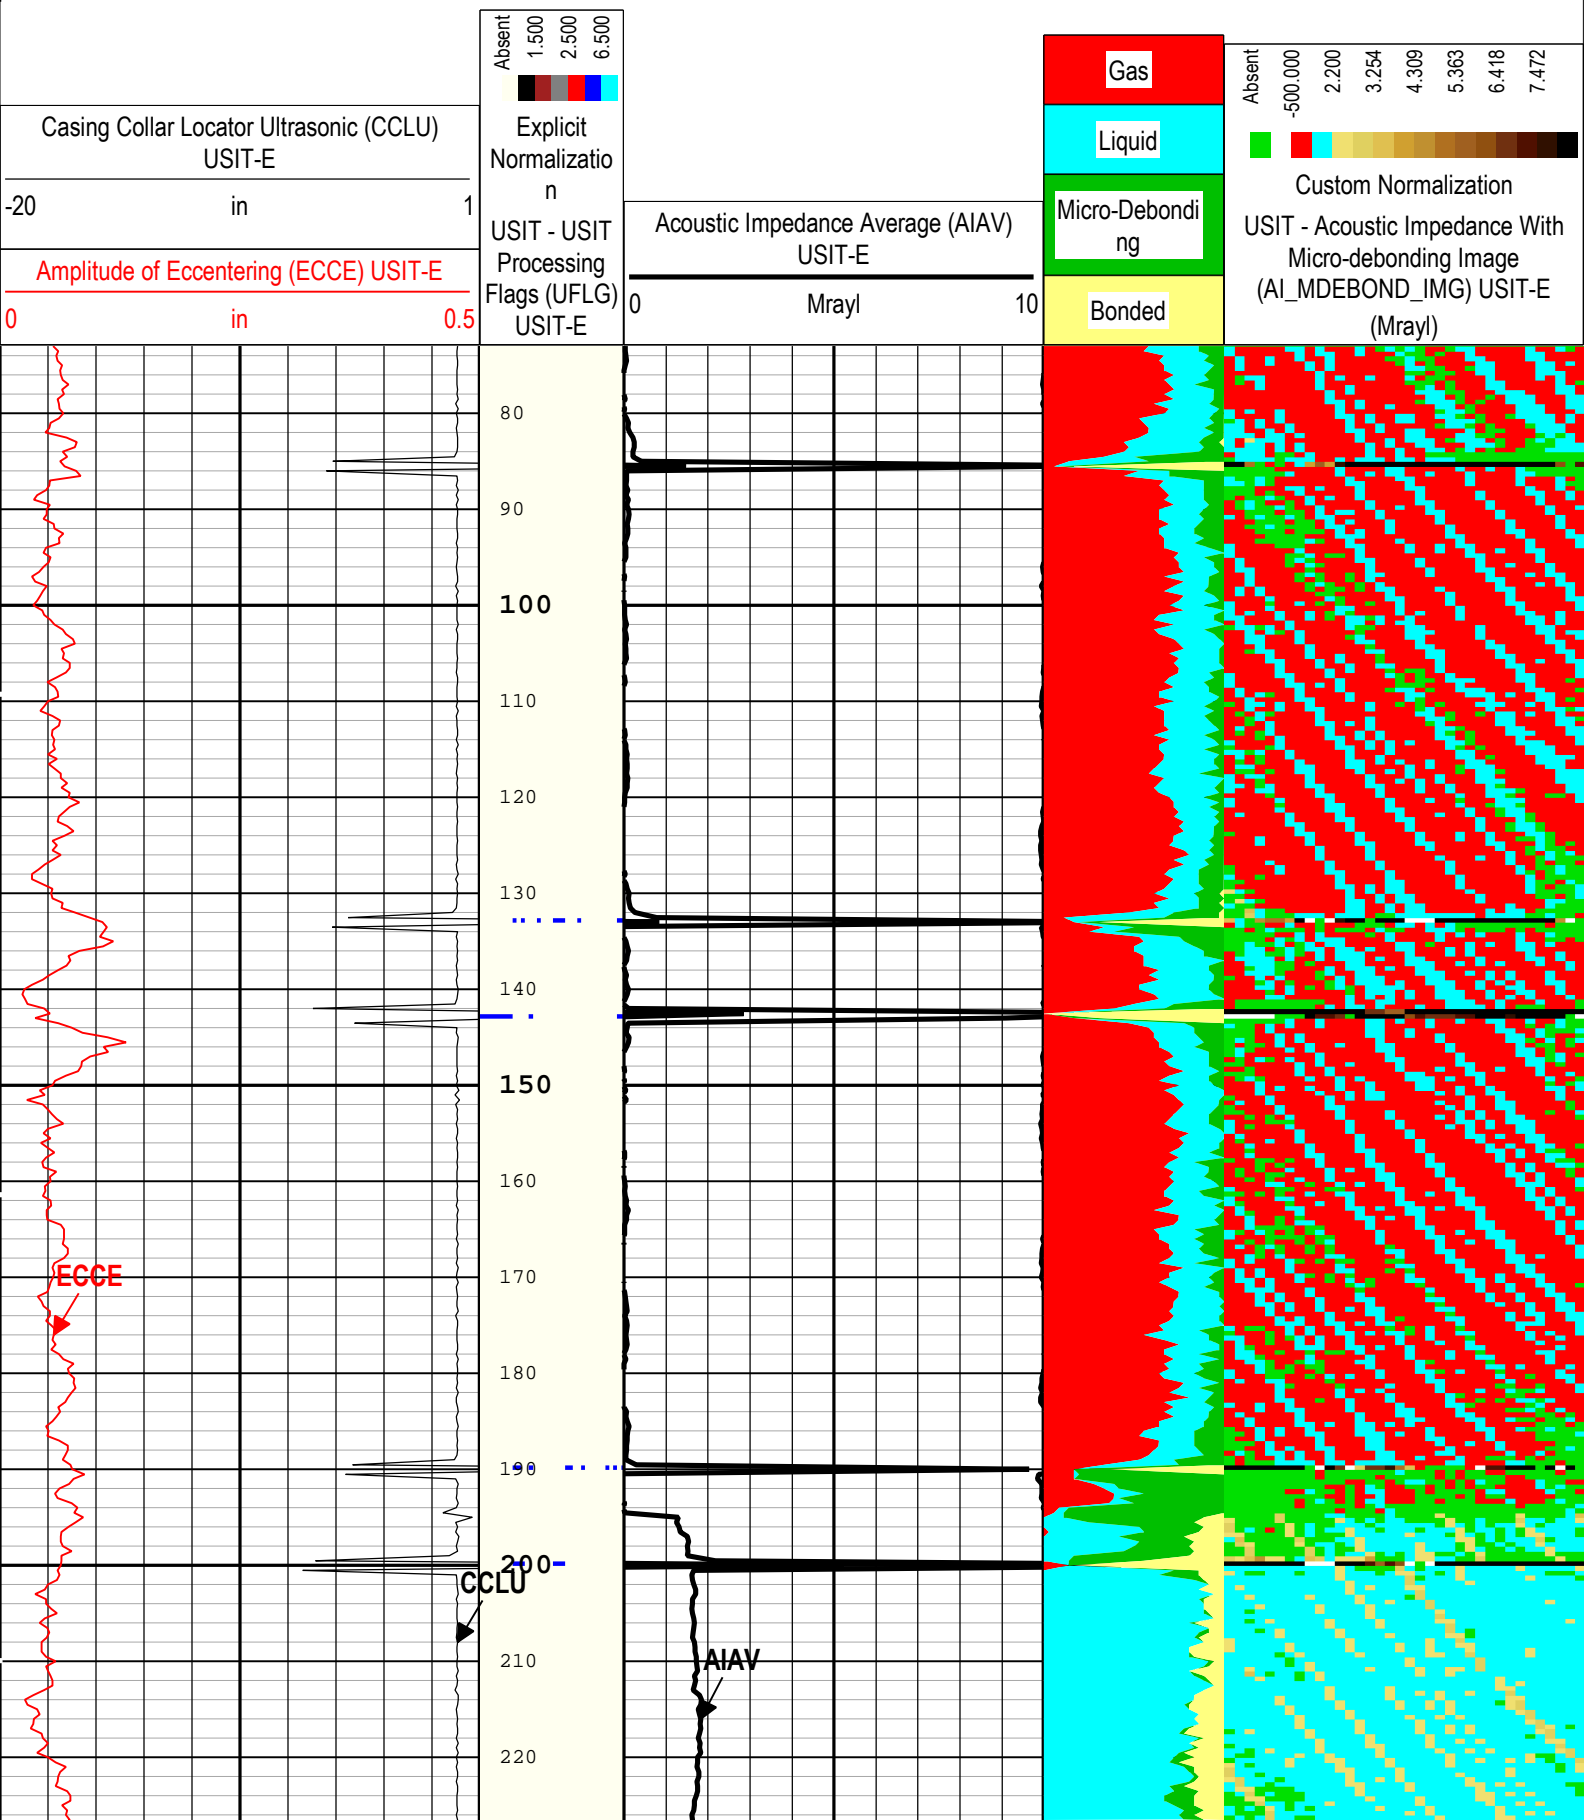 Casing Collar Locator Ultrasonic (CCLU)
USIT-E
-20 in 1
Amplitude of Eccentering (ECCE) USIT-E
0 in 0.5
Absent
1.500
2.500
6.500
Explicit
Normalizatio
n
USIT - USIT
Processing
Flags (UFLG)
USIT-E
Acoustic Impedance Average (AIAV)
USIT-E
0 Mrayl 10
Gas
Liquid
Micro-Debondi
ng
Bonded
Absent
-500.000
2.200
3.254
4.309
5.363
6.418
7.472
Custom Normalization
USIT - Acoustic Impedance With
Micro-debonding Image
(AI_MDEBOND_IMG) USIT-E
(Mrayl)
80
90
100
110
120
130
140
150
160
ECCE
170
180
190
200
CCLU
210
AIAV
220